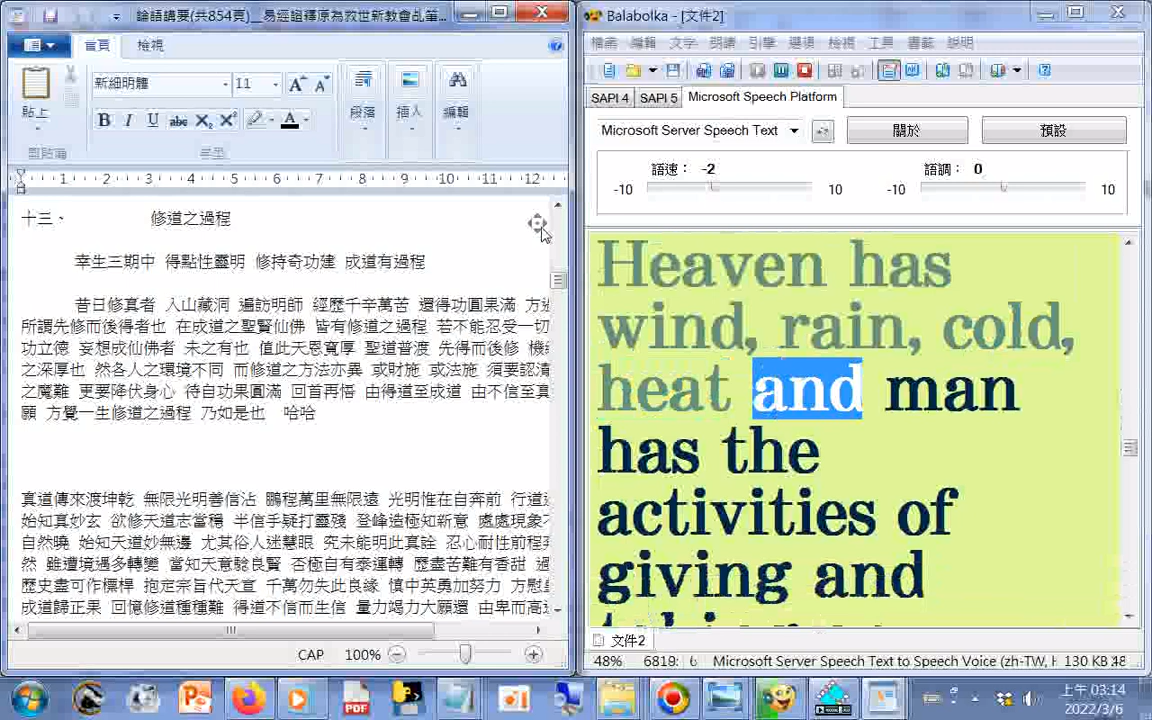 論語講要(共854頁)__易經證釋原為救世新教會乩筆...
首頁
檢視
新細明體
11
貼上
剪貼簿
字型
段落
插入
編輯
1 2 3 4 5 6 7 8 9 10 11 12
十三、 修道之過程
幸生三期中 得點性靈明 修持奇功建 成道有過程
昔日修真者 入山藏洞 遍訪明師 經歷千辛萬苦 還得功圓果滿 方
所謂先修而後得者也 在成道之聖賢仙佛 皆有修道之過程 若不能忍受一切
功立德 妄想成仙佛者 未之有也 值此天恩寬厚 聖道普渡 先得而後修 機
之深厚也 然各人之環境不同 而修道之方法亦異 或財施 或法施 須要認清
之魔難 更要降伏身心 待自功果圓滿 回首再悟 由得道至成道 由不信至真
願 方覺一生修道之過程 乃如是也 哈哈
真道傳來渡坤乾 無限光明善信沾 鵬程萬里無限遠 光明惟在自奔前 行道
始知真妙玄 欲修天道志當穩 半信半疑打靈殘 登峰造極知新意 處處現象
自然曉 始知天道妙無邊 尤其俗人迷慧眼 究未能明此真詮 忍心耐性前程
然 雖遭境遇多轉變 當知天意驗良賢 否極自有泰運轉 歷盡苦難有香甜
歷史盡可作標桿 抱定宗旨代天宣 千萬勿失此良緣 慎中英勇加努力 方慰
成道歸正果 回憶修道種種難 得道不信而生信 量力竭力大願還 由卑而高
CAP 100%
Balabolka - [文件2]
檔案 編輯 文字 朗讀 引擎 選項 檢視 工具 書籤 說明
SAPI 4 SAPI 5 Microsoft Speech Platform
Microsoft Server Speech Text
關於
預設
語速： -2
語調： 0
-10 10 -10 10
Heaven has
wind, rain, cold,
heat and man
has the
activities of
giving and
文件2
48% 6819: 6 Microsoft Server Speech Text to Speech Voice (zh-TW, H 130 KB
上午 03:14
2022/3/6